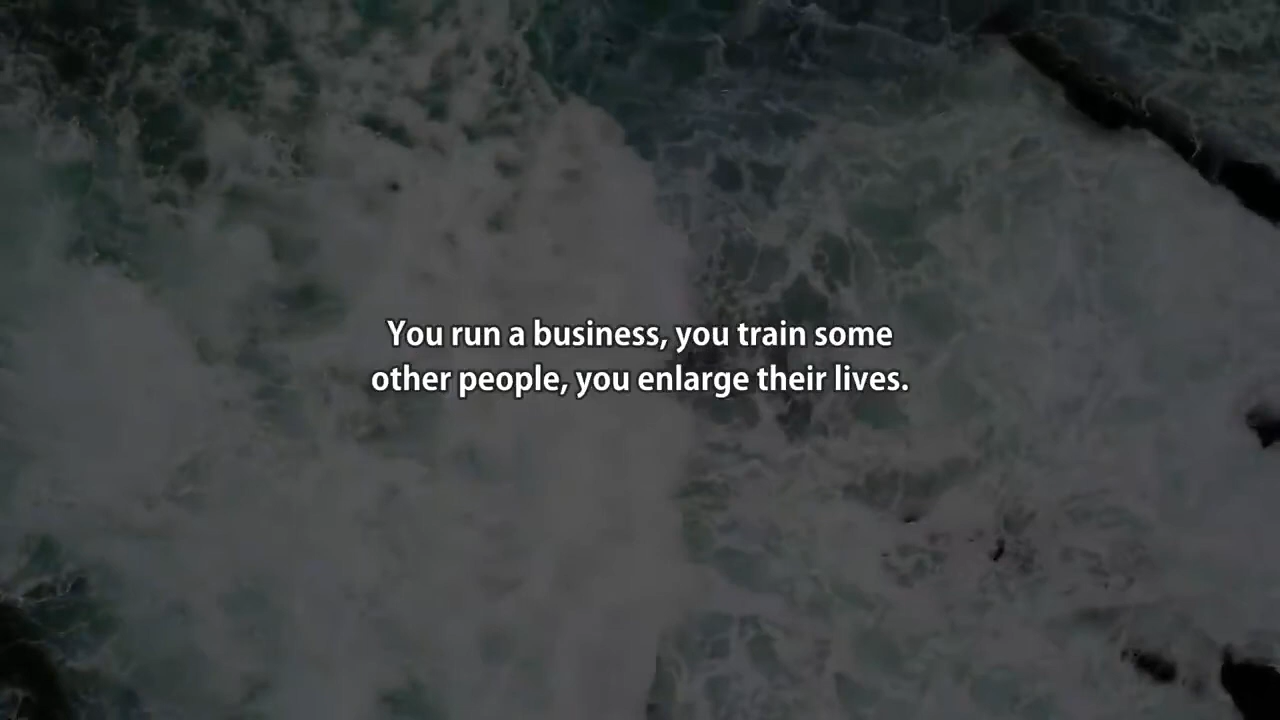 You run a business, you train some
other people, you enlarge their lives.